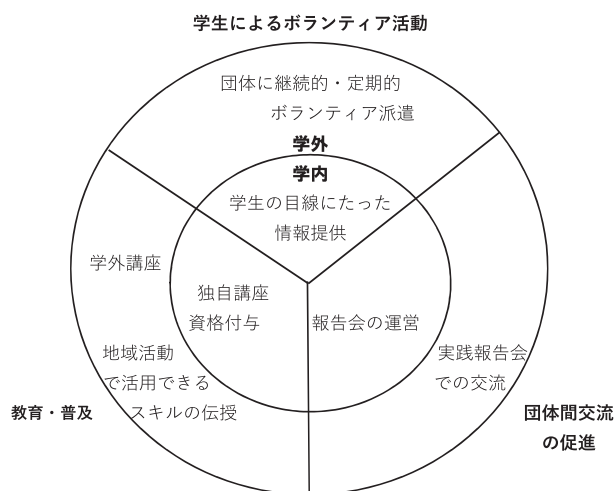 学生によるボランティア活動
団体に継続的・定期的
ボランティア派遣
学外
学内
学生の目線にたった
情報提供
学外講座
独自講座
資格付与
報告会の運営
地域活動
で活用できる
スキルの伝授
実践報告会
での交流
教育・普及
団体間交流
の促進